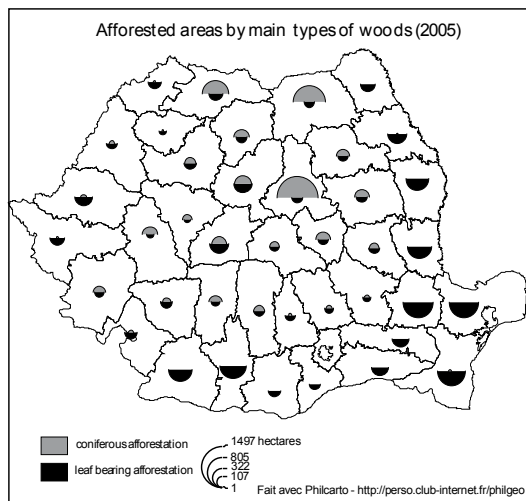 Afforested areas by main types of woods (2005)
coniferous afforestation
leaf bearing afforestation
1497 hectares
805
322
107
1
Fait avec Philcarto - http://perso.club-internet.fr/philgeo